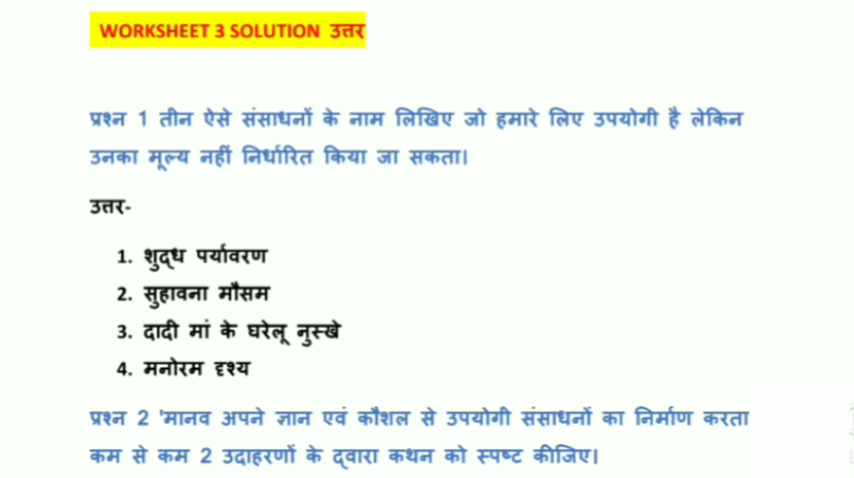 WORKSHEET 3 SOLUTION उत्तर
प्रश्न 1 तीन ऐसे संसाधनों के नाम लिखिए जो हमारे लिए उपयोगी है लेकिन
उनका मूल्य नहीं निर्धारित किया जा सकता।
उत्तर-
1. शुद्ध पर्यावरण
2. सुहावना मौसम
3. दादी मां के घरेलू नुस्खे
4. मनोरम दृश्य
प्रश्न 2 'मानव अपने ज्ञान एवं कौशल से उपयोगी संसाधनों का निर्माण करता
कम से कम 2 उदाहरणों के द्वारा कथन को स्पष्ट कीजिए।